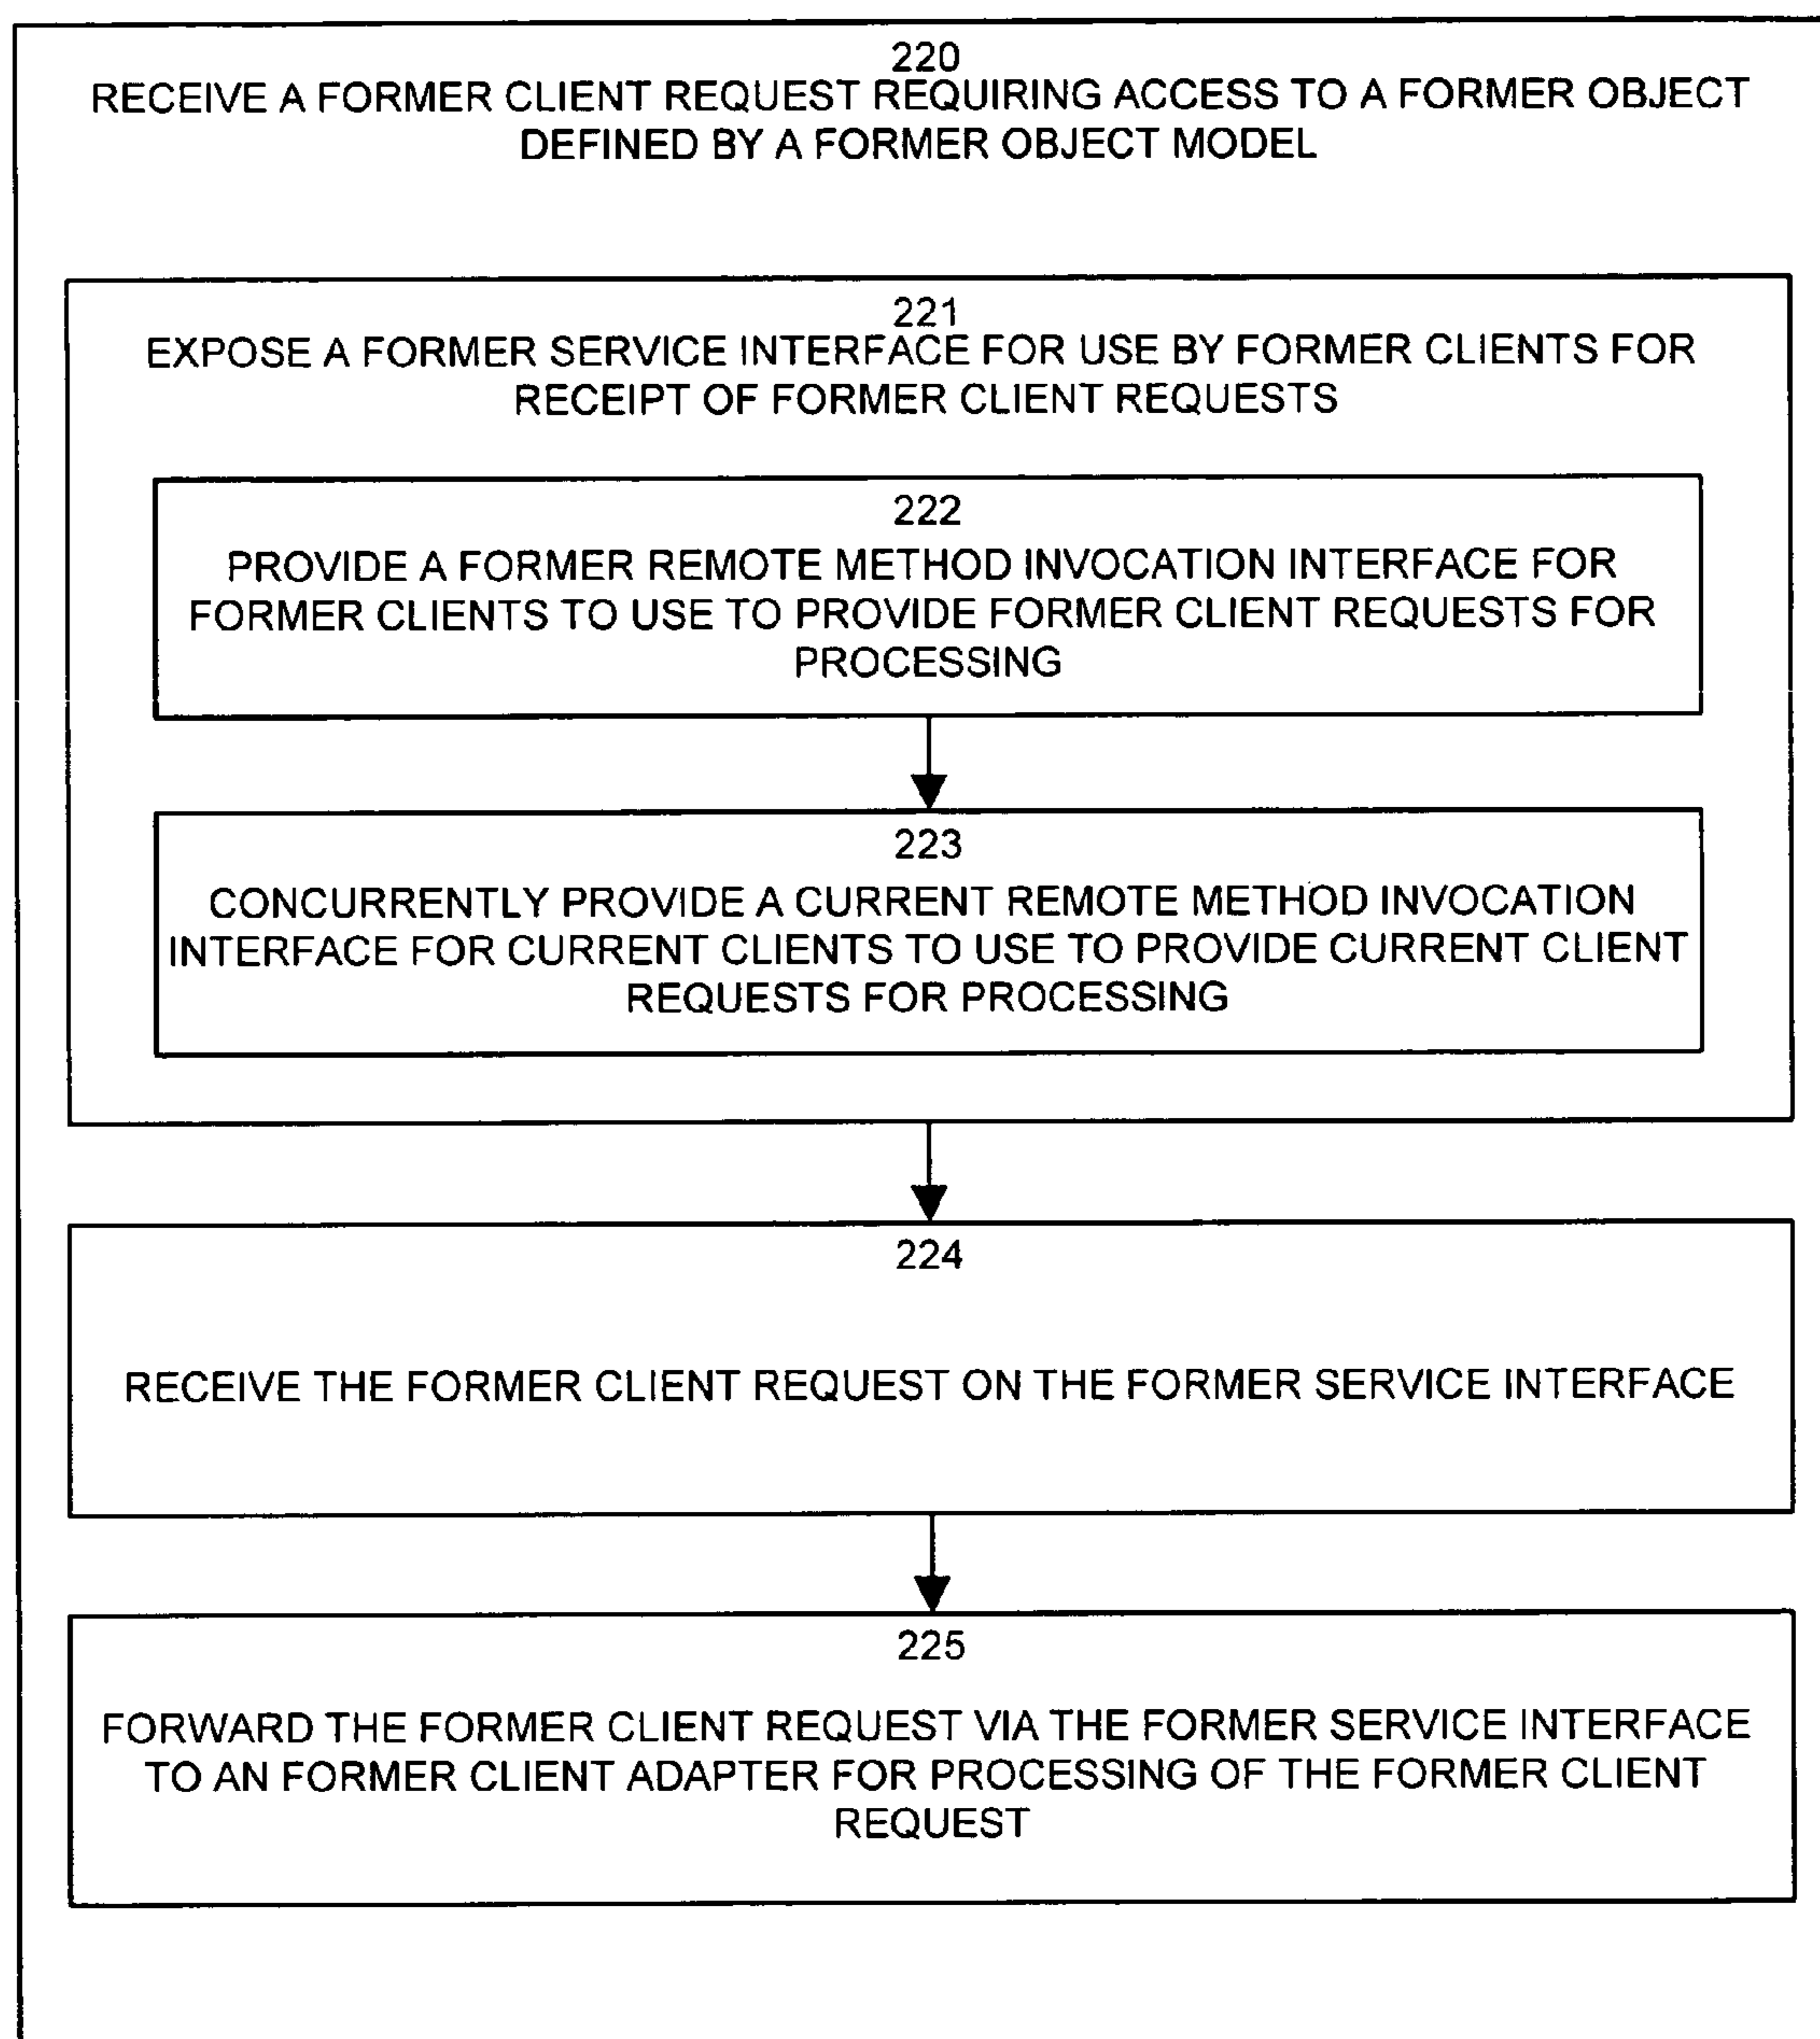 220
RECEIVE A FORMER CLIENT REQUEST REQUIRING ACCESS TO A FORMER OBJECT
DEFINED BY A FORMER OBJECT MODEL
221
EXPOSE A FORMER SERVICE INTERFACE FOR USE BY FORMER CLIENTS FOR
RECEIPT OF FORMER CLIENT REQUESTS
222
PROVIDE A FORMER REMOTE METHOD INVOCATION INTERFACE FOR
FORMER CLIENTS TO USE TO PROVIDE FORMER CLIENT REQUESTS FOR
PROCESSING
223
CONCURRENTLY PROVIDE A CURRENT REMOTE METHOD INVOCATION
INTERFACE FOR CURRENT CLIENTS TO USE TO PROVIDE CURRENT CLIENT
REQUESTS FOR PROCESSING
224
RECEIVE THE FORMER CLIENT REQUEST ON THE FORMER SERVICE INTERFACE
225
FORWARD THE FORMER CLIENT REQUEST VIA THE FORMER SERVICE INTERFACE
TO AN FORMER CLIENT ADAPTER FOR PROCESSING OF THE FORMER CLIENT
REQUEST